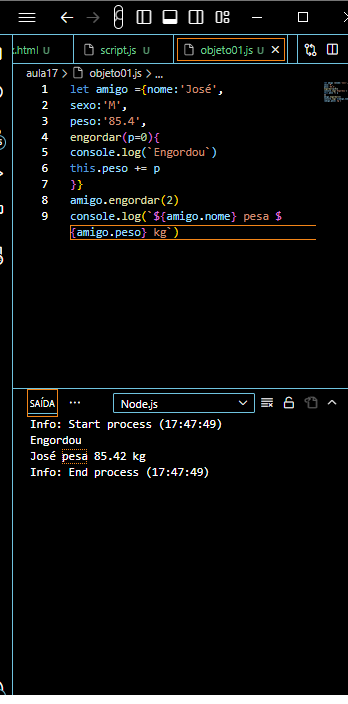 .html U
script.js U
objeto01.js U
aula17 > objeto01.js > ...
1 let amigo ={nome:'José',
2 sexo:'M',
3 peso:'85.4',
4 engordar(p=0){
5 console.log(`Engordou`)
6 this.peso += p
7 }}
8 amigo.engordar(2)
9 console.log(`${amigo.nome} pesa $
{amigo.peso} kg`)
SAÍDA ... Node.js
Info: Start process (17:47:49)
Engordou
José pesa 85.42 kg
Info: End process (17:47:49)